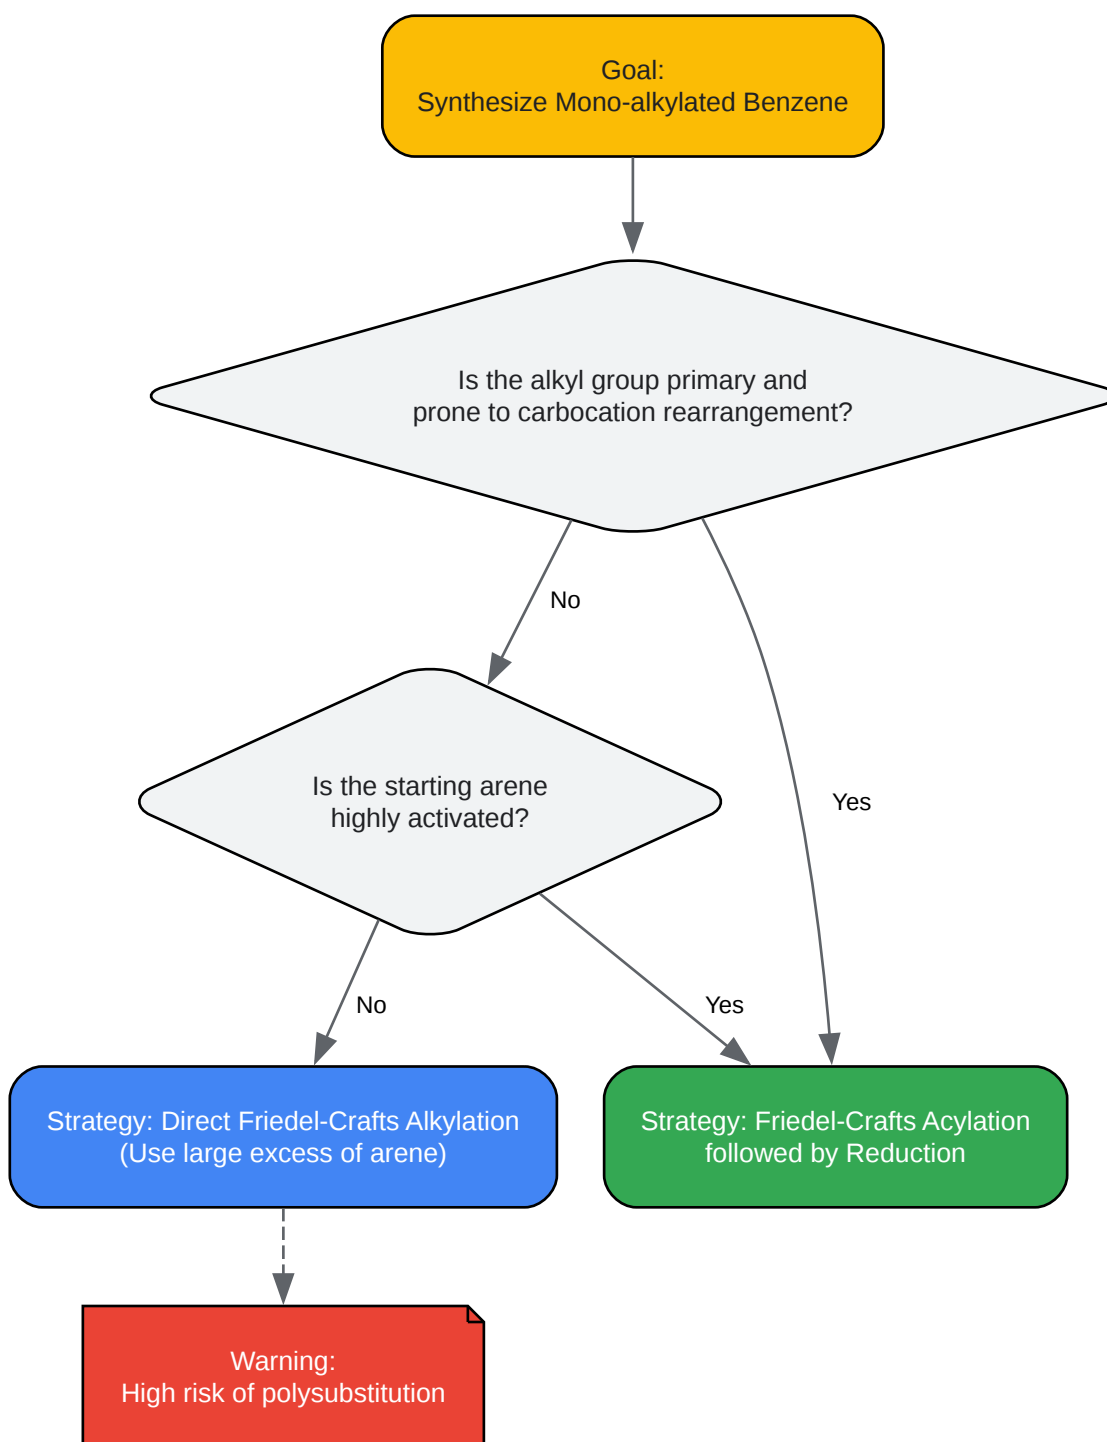 Goal:
Synthesize Mono-alkylated Benzene
Is the alkyl group primary and
prone to carbocation rearrangement?
No
Is the starting arene
highly activated?
Yes
No
Yes
Strategy: Direct Friedel-Crafts Alkylation
(Use large excess of arene)
Strategy: Friedel-Crafts Acylation
followed by Reduction
Warning:
High risk of polysubstitution